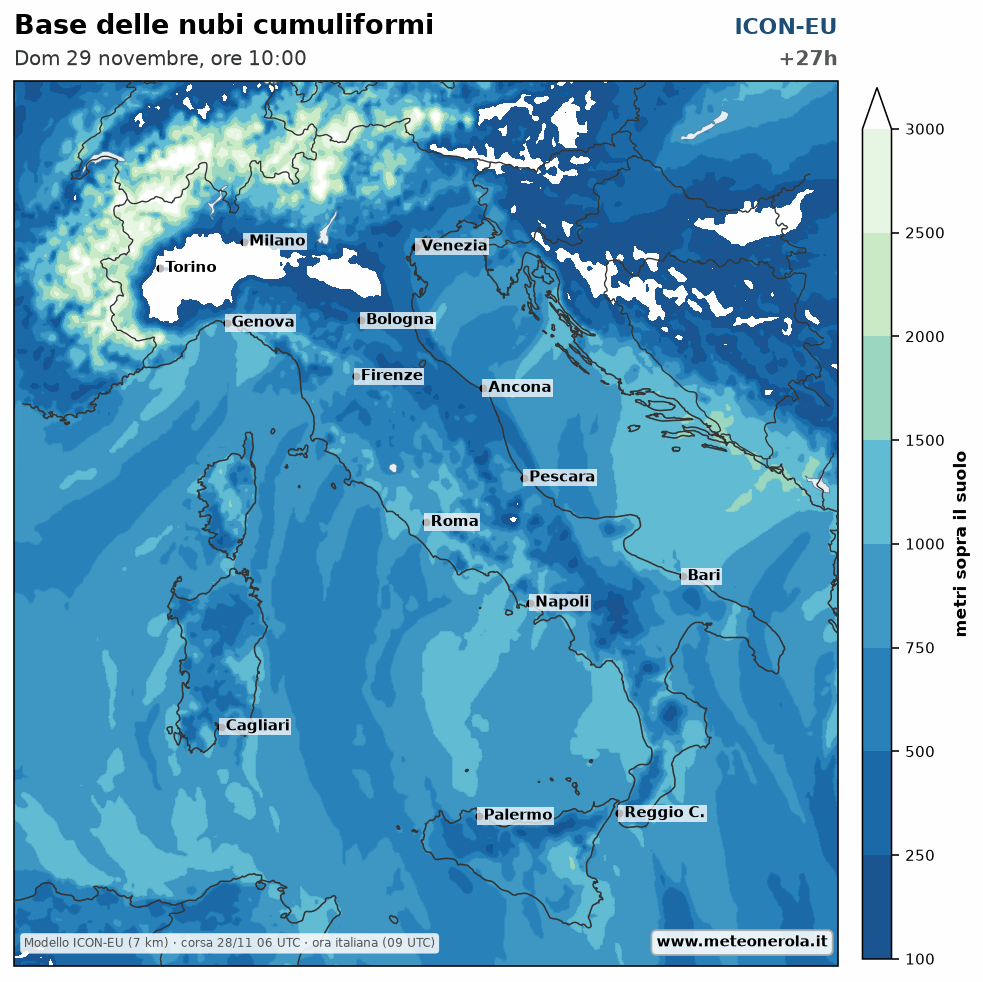 Base delle nubi cumuliformi
ICON-EU
Dom 29 novembre, ore 10:00
+27h
3000
2500
2000
1500
1000
750
500
250
100
metri sopra il suolo
Milano
Venezia
Torino
Genova
Bologna
Firenze
Ancona
Pescara
Roma
Bari
Napoli
Cagliari
Palermo
Reggio C.
Modello ICON-EU (7 km) · corsa 28/11 06 UTC · ora italiana (09 UTC)
www.meteonerola.it